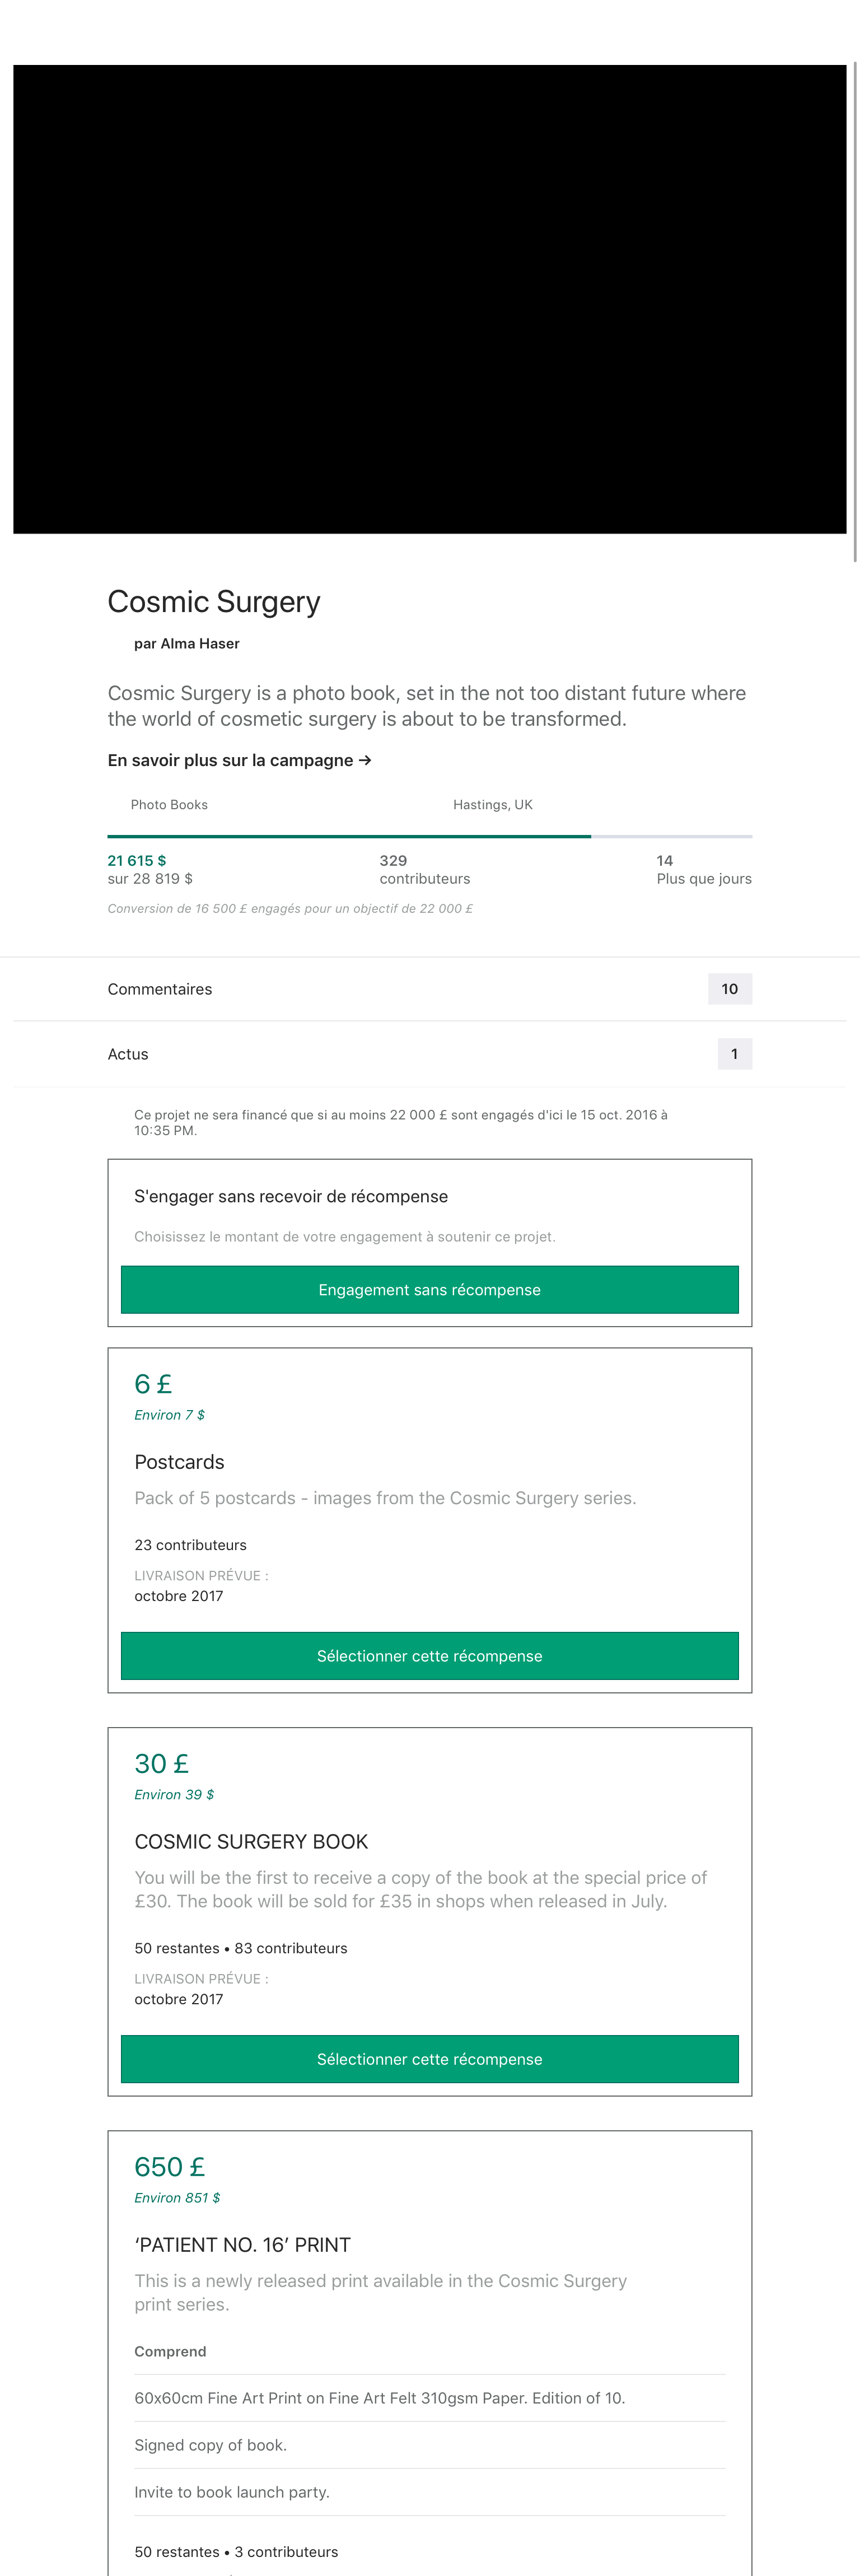 Cosmic Surgery
par Alma Haser
Cosmic Surgery is a photo book, set in the not too distant future where
the world of cosmetic surgery is about to be transformed.
En savoir plus sur la campagne →
Photo Books
Hastings, UK
21 615 $
sur 28 819 $
329
contributeurs
14
Plus que jours
Conversion de 16 500 £ engagés pour un objectif de 22 000 £
Commentaires
10
Actus
1
Ce projet ne sera financé que si au moins 22 000 £ sont engagés d'ici le 15 oct. 2016 à
10:35 PM.
S'engager sans recevoir de récompense
Choisissez le montant de votre engagement à soutenir ce projet.
Engagement sans récompense
6 £
Environ 7 $
Postcards
Pack of 5 postcards - images from the Cosmic Surgery series.
23 contributeurs
LIVRAISON PRÉVUE :
octobre 2017
Sélectionner cette récompense
30 £
Environ 39 $
COSMIC SURGERY BOOK
You will be the first to receive a copy of the book at the special price of
£30. The book will be sold for £35 in shops when released in July.
50 restantes • 83 contributeurs
LIVRAISON PRÉVUE :
octobre 2017
Sélectionner cette récompense
650 £
Environ 851 $
‘PATIENT NO. 16’ PRINT
This is a newly released print available in the Cosmic Surgery
print series.
Comprend
60x60cm Fine Art Print on Fine Art Felt 310gsm Paper. Edition of 10.
Signed copy of book.
Invite to book launch party.
50 restantes • 3 contributeurs